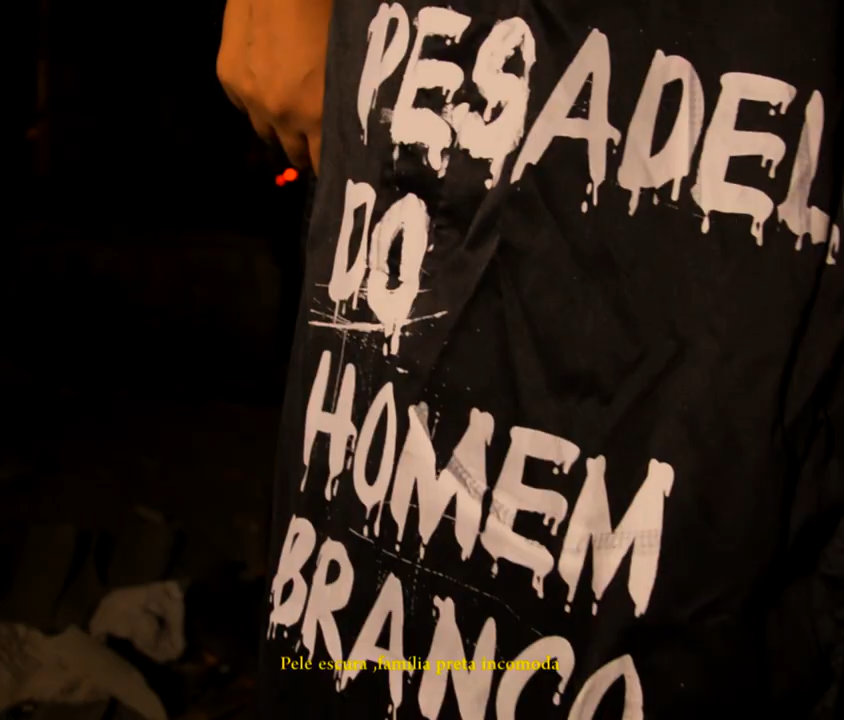 PESADEL
DO
HOMEM
BRANCO
Pele escura ,família preta incomoda